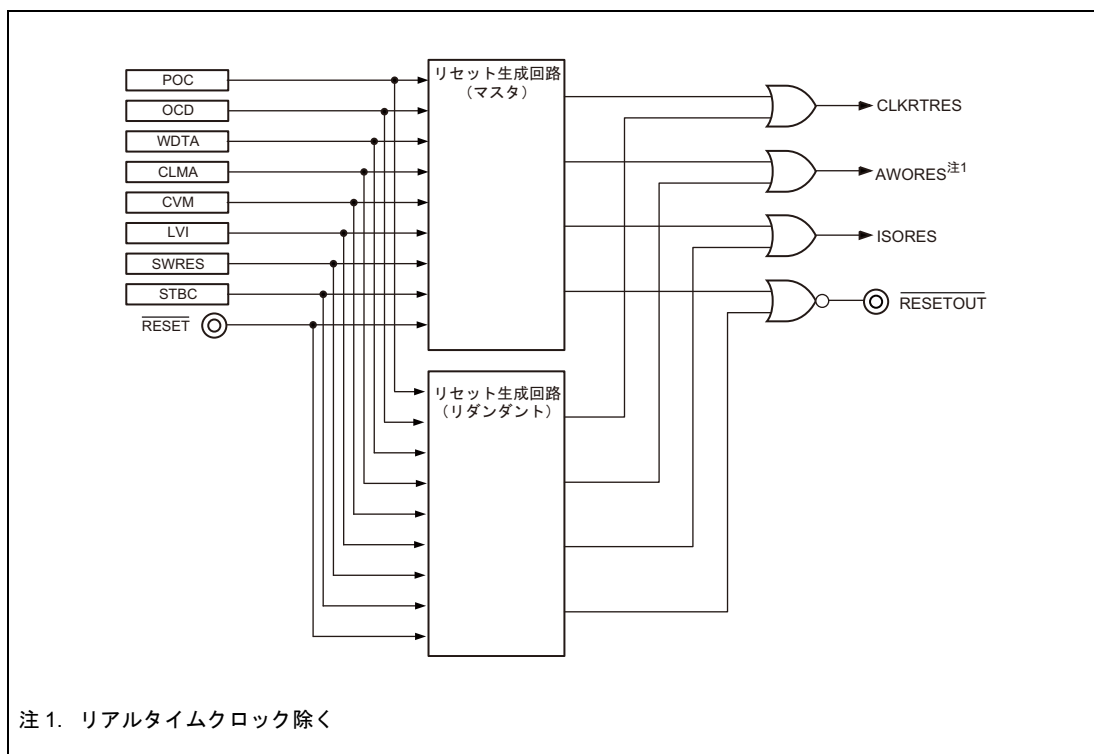 POC
OCD
WDTA
CLMA
CVM
LVI
SWRES
STBC
RESET
リセット生成回路
(マスタ)
リセット生成回路
(リダンダント)
CLKRTRES
AWORES注1
ISORES
RESETOUT
注 1. リアルタイムクロック除く